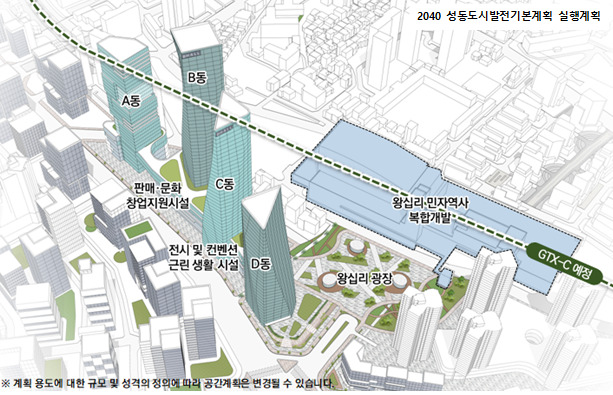 2040 성동도시발전기본계획 실행계획
B동
A동
C동
판매·문화
창업지원시설
왕십리 민자역사
복합개발
전시 및 컨벤션
근린 생활 시설
D동
왕십리 광장
GTX-C 예정
※ 계획 용도에 대한 규모 및 성격의 정의에 따라 공간계획은 변경될 수 있습니다.